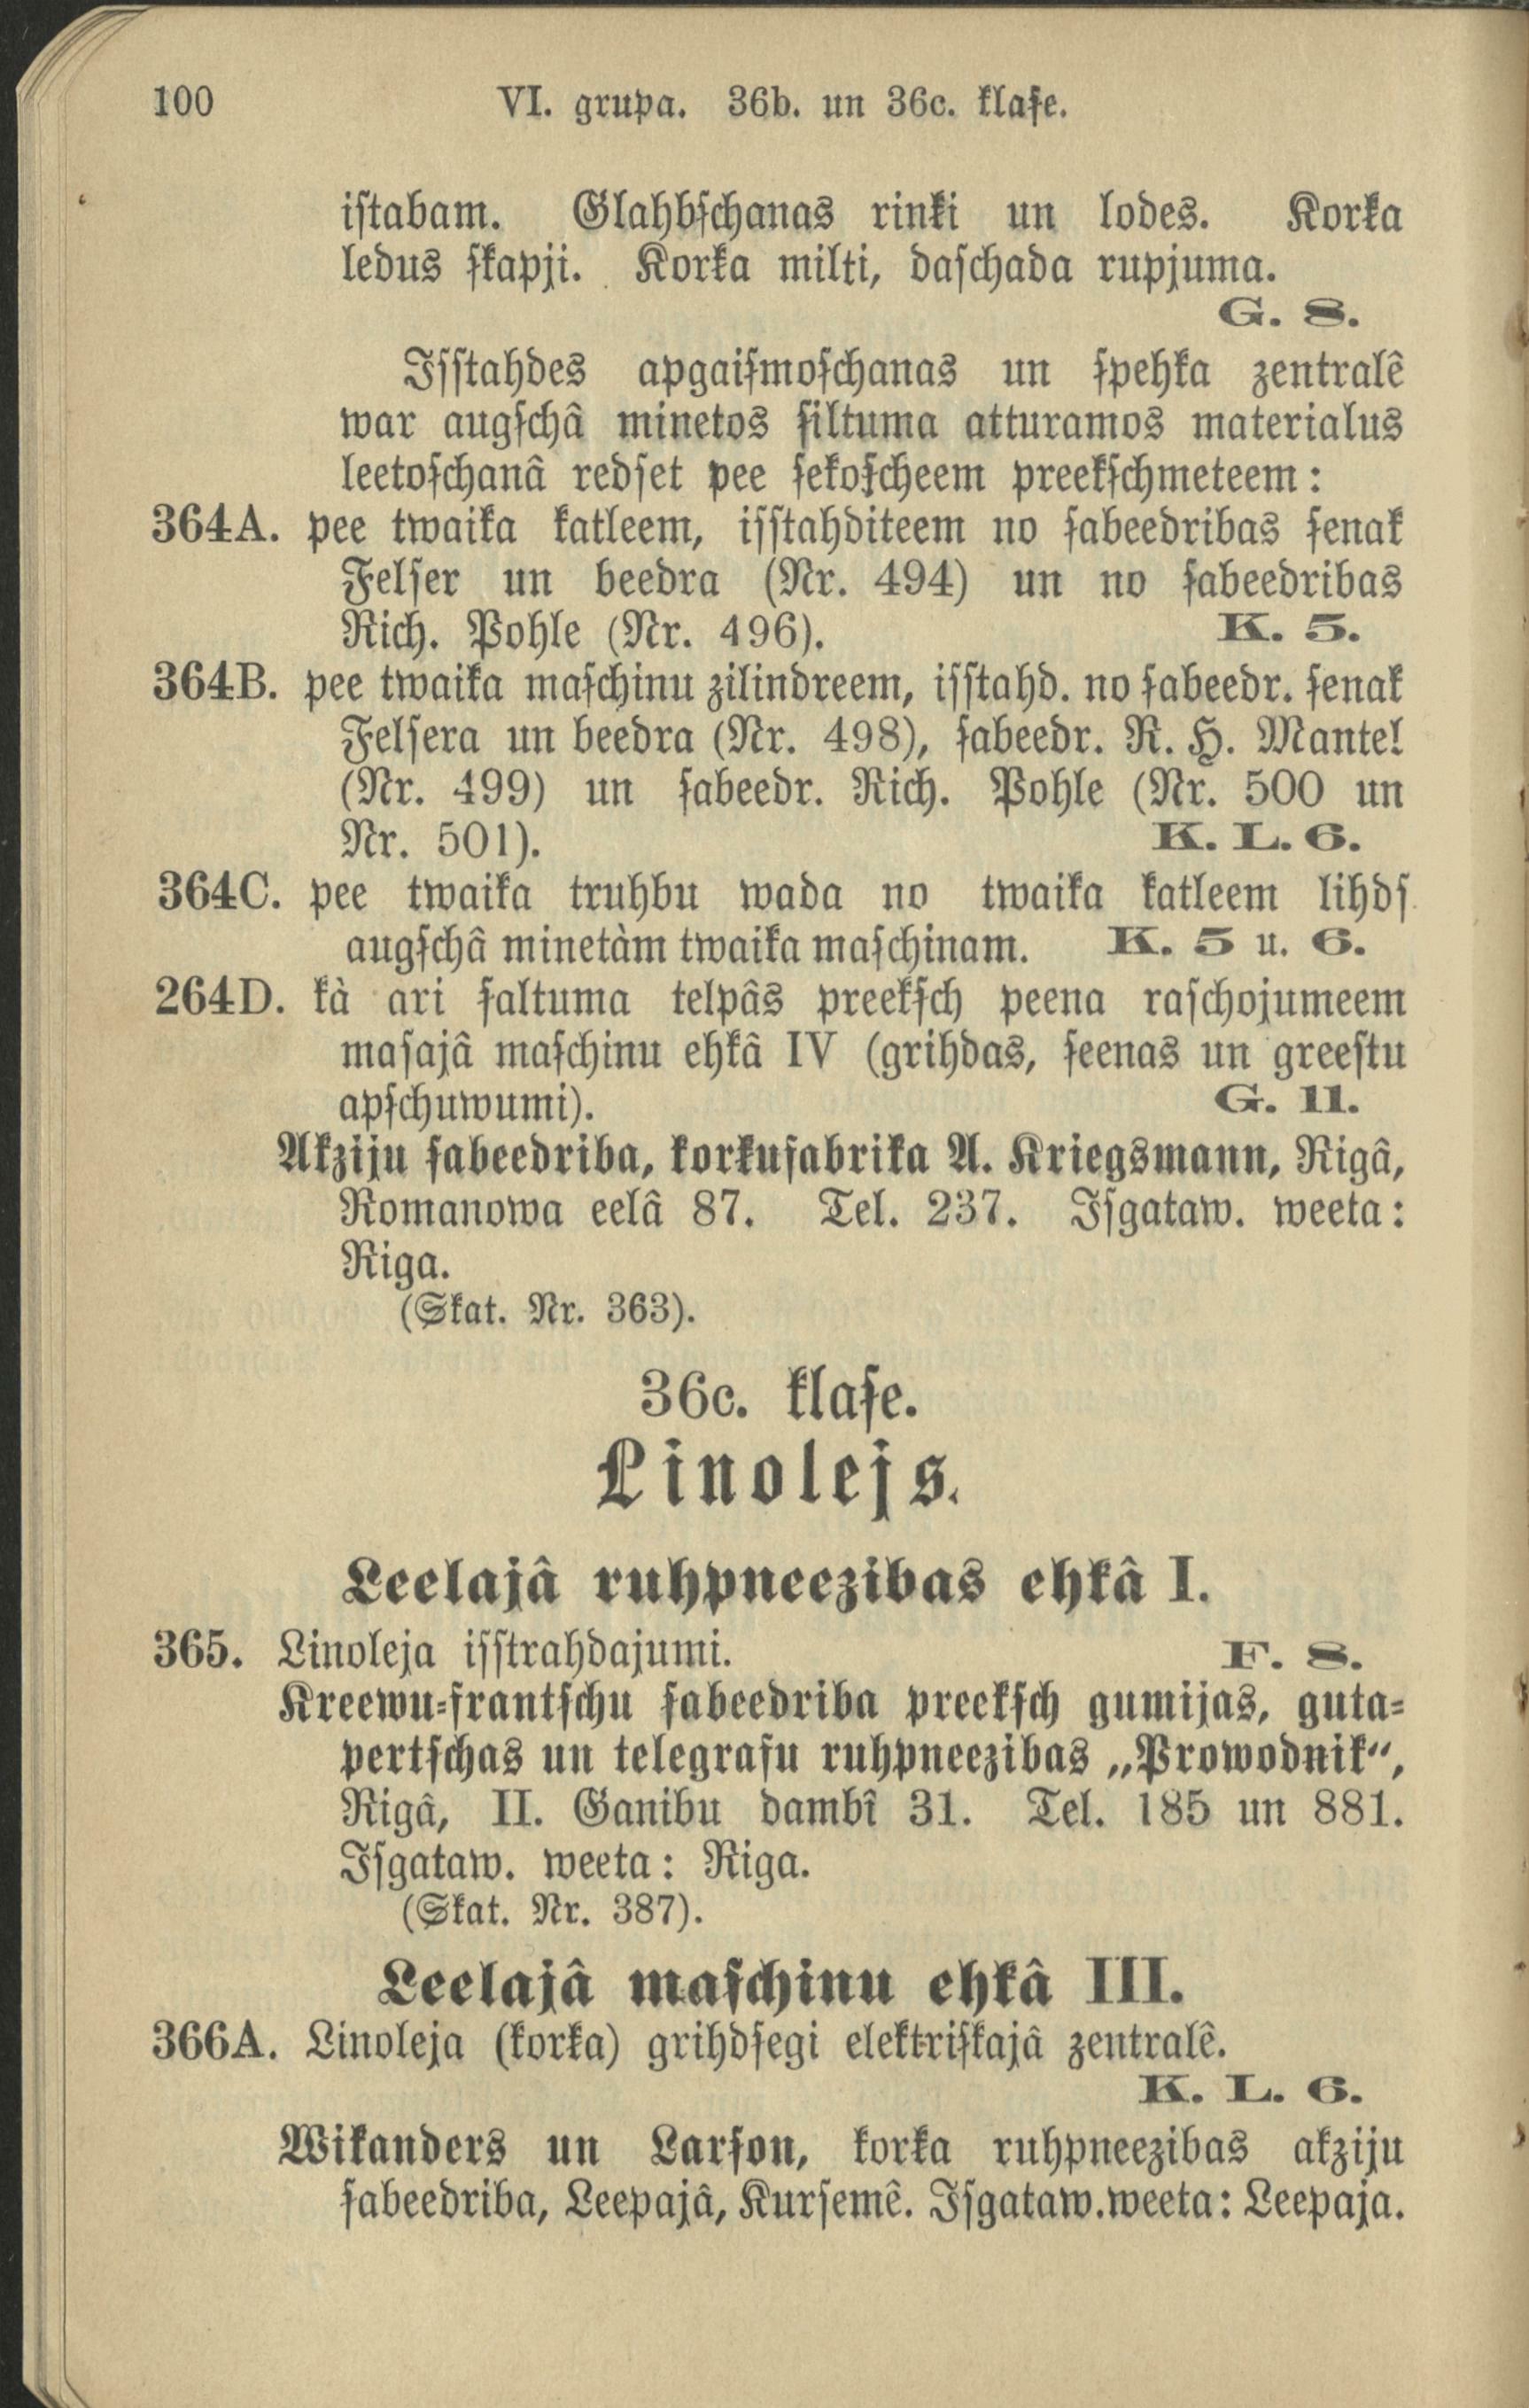 100 VI. grupa. 36b. un 36c. klaſe.
iſtabam. Glahbſchanas rinki un lodes. Korka
ledus ſkapji. Korka milti, daſchada rupjuma.
G. 8.
Isſtahdes apgaiſmoſchanas un ſpehka zentralê
war augſchâ minetos ſiltuma atturamos materialus
leetoſchanâ redſet pee ſekoſcheem preekſchmeteem:
364A. pee twaika katleem, iſſtahditeem no ſabeedribas ſenak
Felſer un beedra (Nr. 494) un no ſabeedribas
Rich. Pohle (Nr. 496). K. 5.
364B. pee twaika maſchinu zilindreem, iſſtahd. no ſabeedr. ſenak
Felſera un beedra (Nr. 498), ſabeedr. R. H. Mantel
(Nr. 499) un ſabeedr. Rich. Pohle (Nr. 500 un
Nr. 501). K. L. 6.
364C. pee twaika truhbu wada no twaika katleem lihdſ
augſchâ minetàm twaika maſchinam. K. 5 u. 6.
264D. kà ari ſaltuma telpâs preekſch peena raſchojumeem
maſajâ maſchinu ehkâ IV (grihdas, ſeenas un greeſtu
apſchuwumi). G. 11.
Akziju ſabeedriba, korkufabrika A. Kriegsmann, Rigâ,
Romanowa eelâ 87. Tel. 237. Iſgataw. weeta:
Riga.
(Skat. Nr. 363).
36c. klaſe.
Linolejs.
Leelajâ ruhpneezibas ehkâ I.
365. Linoleja iſſtrahdajumi. F. 8.
Kreewu-frantſchu ſabeedriba preekſch gumijas, guta-
pertſchas un telegrafu ruhpneezibas „Prowodnik“,
Rigâ, II. Ganibu dambî 31. Tel. 185 un 881.
Iſgataw. weeta: Riga.
(Skat. Nr. 387).
Leelajâ maſchinu ehkâ III.
366A. Linoleja (korka) grihdſegi elektriſkajâ zentralê.
K. L. 6.
Wikanders un Larſon, korka ruhpneezibas akziju
ſabeedriba, Leepajâ, Kurſemê. Iſgataw. weeta: Leepaja.